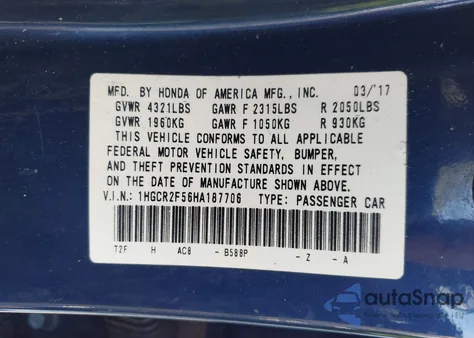 MFD. BY HONDA OF AMERICA MFG., INC. 03/'17
GVWR 4321LBS GAWR F 2315LBS R 2050LBS
GVWR 1960KG GAWR F 1050KG R 930KG
THIS VEHICLE CONFORMS TO ALL APPLICABLE
FEDERAL MOTOR VEHICLE SAFETY, BUMPER,
AND THEFT PREVENTION STANDARDS IN EFFECT
ON THE DATE OF MANUFACTURE SHOWN ABOVE.
V.I.N.: 1HGCR2F56HA187706 TYPE: PASSENGER CAR
T2F H AC8 - B588P - Z - A
autoSnap